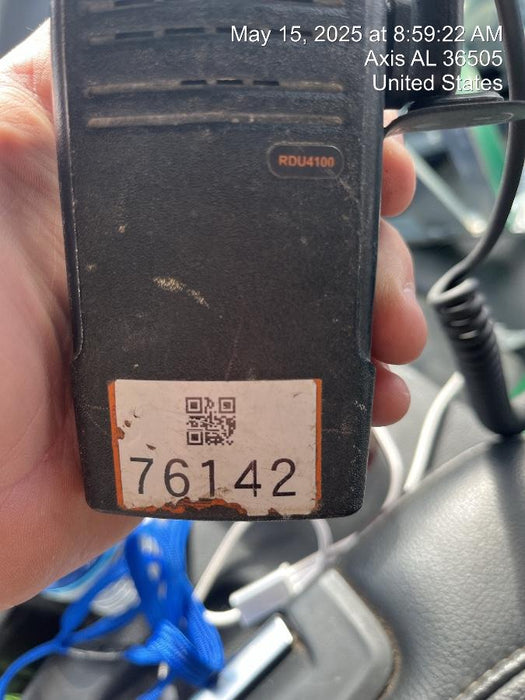 May 15, 2025 at 8:59:22 AM
Axis AL 36505
United States
RDU4100
76142